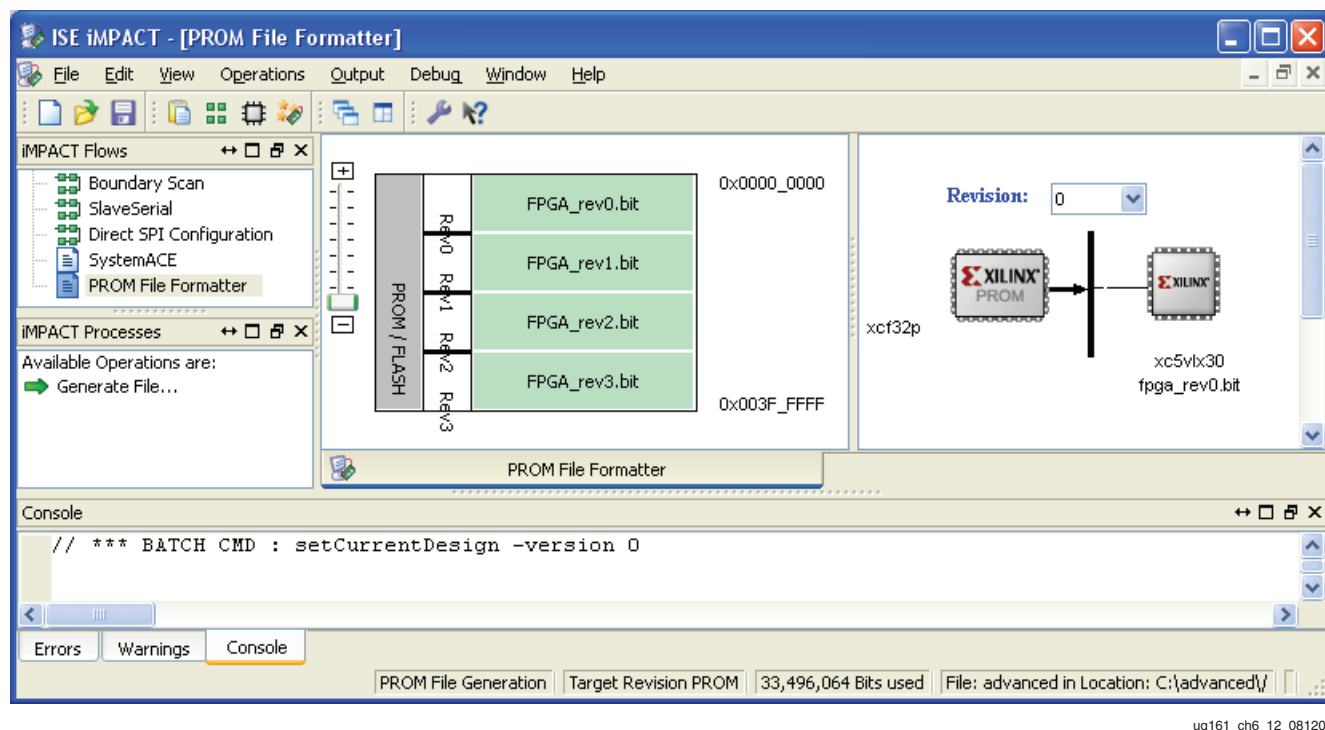 ISE iMPACT - [PROM File Formatter]
File Edit View Operations Output Debug Window Help
iMPACT Flows
Boundary Scan
SlaveSerial
Direct SPI Configuration
SystemACE
PROM File Formatter
iMPACT Processes
Available Operations are:
Generate File...
PROM / FLASH
Rev0 Rev1 Rev2 Rev3
FPGA_rev0.bit
FPGA_rev1.bit
FPGA_rev2.bit
FPGA_rev3.bit
0x0000_0000
0x003F_FFFF
PROM File Formatter
Revision: 0
XILINX
PROM
XILINX
xcf32p
xc5vlx30
fpga_rev0.bit
Console
// *** BATCH CMD : setCurrentDesign -version 0
Errors Warnings Console
PROM File Generation Target Revision PROM 33,496,064 Bits used File: advanced in Location: C:\advanced\/
ug161_ch6_12_08120